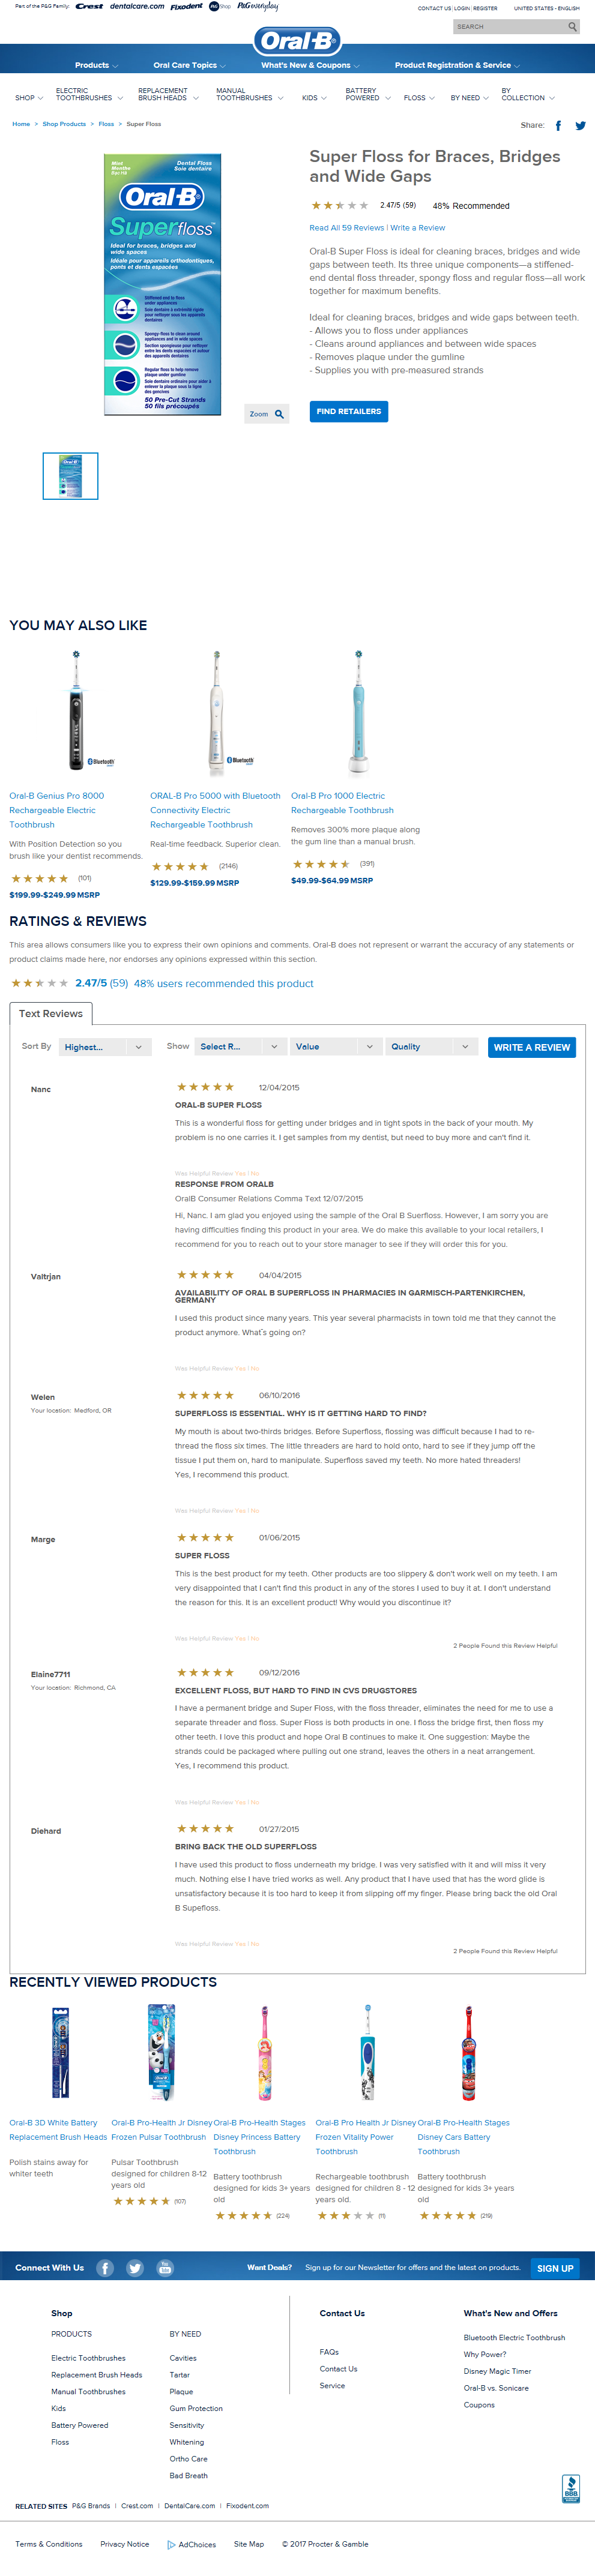 Part of the P&G Family: Crest dentalcare.com Fixodent P&G Shop P&G everyday
CONTACT US | LOGIN | REGISTER UNITED STATES - ENGLISH
SEARCH
Oral-B
Products Oral Care Topics What's New & Coupons Product Registration & Service
SHOP ELECTRIC TOOTHBRUSHES REPLACEMENT BRUSH HEADS MANUAL TOOTHBRUSHES KIDS BATTERY POWERED FLOSS BY NEED BY COLLECTION
Home > Shop Products > Floss > Super Floss
Share:
Mint
Menthos
Dental Floss
Soie dentaire
Oral-B
Superfloss
Ideal for braces, bridges and
wide spaces
Idéale pour appareils orthodontiques,
ponts et dents espacées
Stiffened end to floss
under appliances
Spongy-floss to clean around
appliances and in wide spaces
Regular floss to help remove
plaque under gumline
50 Pre-Cut Strands
50 fils précoupés
Zoom
Super Floss for Braces, Bridges
and Wide Gaps
2.47/5 (59) 48% Recommended
Read All 59 Reviews | Write a Review
Oral-B Super Floss is ideal for cleaning braces, bridges and wide
gaps between teeth. Its three unique components—a stiffened-
end dental floss threader, spongy floss and regular floss—all work
together for maximum benefits.
Ideal for cleaning braces, bridges and wide gaps between teeth.
- Allows you to floss under appliances
- Cleans around appliances and between wide spaces
- Removes plaque under the gumline
- Supplies you with pre-measured strands
FIND RETAILERS
YOU MAY ALSO LIKE
Bluetooth
Bluetooth
Oral-B Genius Pro 8000
Rechargeable Electric
Toothbrush
With Position Detection so you
brush like your dentist recommends.
(101)
$199.99-$249.99 MSRP
ORAL-B Pro 5000 with Bluetooth
Connectivity Electric
Rechargeable Toothbrush
Real-time feedback. Superior clean.
(2146)
$129.99-$159.99 MSRP
Oral-B Pro 1000 Electric
Rechargeable Toothbrush
Removes 300% more plaque along
the gum line than a manual brush.
(391)
$49.99-$64.99 MSRP
RATINGS & REVIEWS
This area allows consumers like you to express their own opinions and comments. Oral-B does not represent or warrant the accuracy of any statements or
product claims made here, nor endorses any opinions expressed within this section.
2.47/5 (59) 48% users recommended this product
Text Reviews
Sort By Highest... Show Select R... Value Quality WRITE A REVIEW
Nanc 12/04/2015
ORAL-B SUPER FLOSS
This is a wonderful floss for getting under bridges and in tight spots in the back of your mouth. My
problem is no one carries it. I get samples from my dentist, but need to buy more and can't find it.
Was Helpful Review Yes | No
RESPONSE FROM ORALB
OralB Consumer Relations Comma Text 12/07/2015
Hi, Nanc. I am glad you enjoyed using the sample of the Oral B Suerfloss. However, I am sorry you are
having difficulties finding this product in your area. We do make this available to your local retailers, I
recommend for you to reach out to your store manager to see if they will order this for you.
Valtrjan 04/04/2015
AVAILABILITY OF ORAL B SUPERFLOSS IN PHARMACIES IN GARMISCH-PARTENKIRCHEN,
GERMANY
I used this product since many years. This year several pharmacists in town told me that they cannot the
product anymore. What's going on?
Was Helpful Review Yes | No
Welen 06/10/2016
Your location: Medford, OR
SUPERFLOSS IS ESSENTIAL. WHY IS IT GETTING HARD TO FIND?
My mouth is about two-thirds bridges. Before Superfloss, flossing was difficult because I had to re-
thread the floss six times. The little threaders are hard to hold onto, hard to see if they jump off the
tissue I put them on, hard to manipulate. Superfloss saved my teeth. No more hated threaders!
Yes, I recommend this product.
Was Helpful Review Yes | No
Marge 01/06/2015
SUPER FLOSS
This is the best product for my teeth. Other products are too slippery & don't work well on my teeth. I am
very disappointed that I can't find this product in any of the stores I used to buy it at. I don't understand
the reason for this. It is an excellent product! Why would you discontinue it?
Was Helpful Review Yes | No
2 People Found this Review Helpful
Elaine7711 09/12/2016
Your location: Richmond, CA
EXCELLENT FLOSS, BUT HARD TO FIND IN CVS DRUGSTORES
I have a permanent bridge and Super Floss, with the floss threader, eliminates the need for me to use a
separate threader and floss. Super Floss is both products in one. I floss the bridge first, then floss my
other teeth. I love this product and hope Oral B continues to make it. One suggestion: Maybe the
strands could be packaged where pulling out one strand, leaves the others in a neat arrangement.
Yes, I recommend this product.
Was Helpful Review Yes | No
Diehard 01/27/2015
BRING BACK THE OLD SUPERFLOSS
I have used this product to floss underneath my bridge. I was very satisfied with it and will miss it very
much. Nothing else I have tried works as well. Any product that I have used that has the word glide is
unsatisfactory because it is too hard to keep it from slipping off my finger. Please bring back the old Oral
B Supefloss.
Was Helpful Review Yes | No
2 People Found this Review Helpful
RECENTLY VIEWED PRODUCTS
Oral-B 3D White Battery
Replacement Brush Heads
Polish stains away for
whiter teeth
Oral-B Pro-Health Jr Disney
Frozen Pulsar Toothbrush
Pulsar Toothbrush
designed for children 8-12
years old
(107)
Oral-B Pro-Health Stages
Disney Princess Battery
Toothbrush
Battery toothbrush
designed for kids 3+ years
old
(224)
Oral-B Pro Health Jr Disney
Frozen Vitality Power
Toothbrush
Rechargeable toothbrush
designed for children 8 - 12
years old.
(11)
Oral-B Pro-Health Stages
Disney Cars Battery
Toothbrush
Battery toothbrush
designed for kids 3+ years
old
(219)
Connect With Us You Tube Want Deals? Sign up for our Newsletter for offers and the latest on products. SIGN UP
Shop
PRODUCTS
Electric Toothbrushes
Replacement Brush Heads
Manual Toothbrushes
Kids
Battery Powered
Floss
BY NEED
Cavities
Tartar
Plaque
Gum Protection
Sensitivity
Whitening
Ortho Care
Bad Breath
Contact Us
FAQs
Contact Us
Service
What's New and Offers
Bluetooth Electric Toothbrush
Why Power?
Disney Magic Timer
Oral-B vs. Sonicare
Coupons
BBB
RELATED SITES P&G Brands | Crest.com | DentalCare.com | Fixodent.com
Terms & Conditions Privacy Notice AdChoices Site Map © 2017 Procter & Gamble